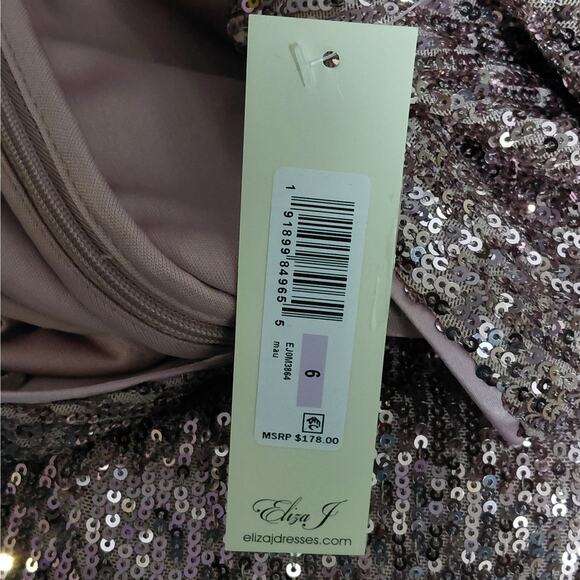 1 91899 84965 5
EJ0M3864
mau
6
MSRP $178.00
Eliza J
elizajdresses.com